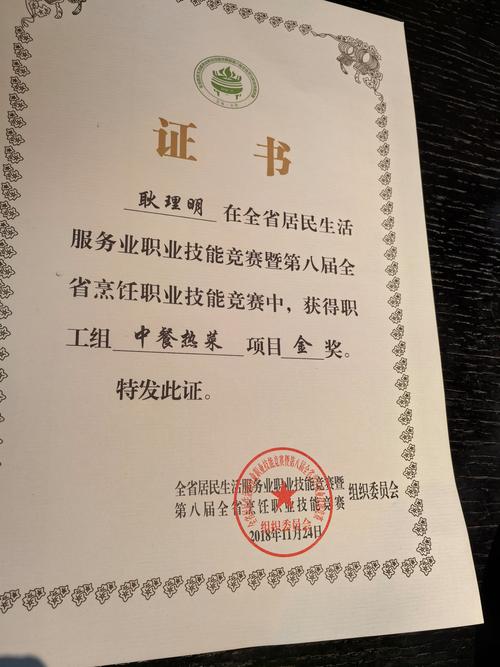 证书
耿理明 在全省居民生活
服务业职业技能竞赛暨第八届全
省烹饪职业技能竞赛中，获得职
工组 中餐热菜 项目 金 奖。
特发此证。
全省居民生活服务业职业技能竞赛暨
第八届全省烹饪职业技能竞赛 组织委员会
组织委员会
2018年11月24日